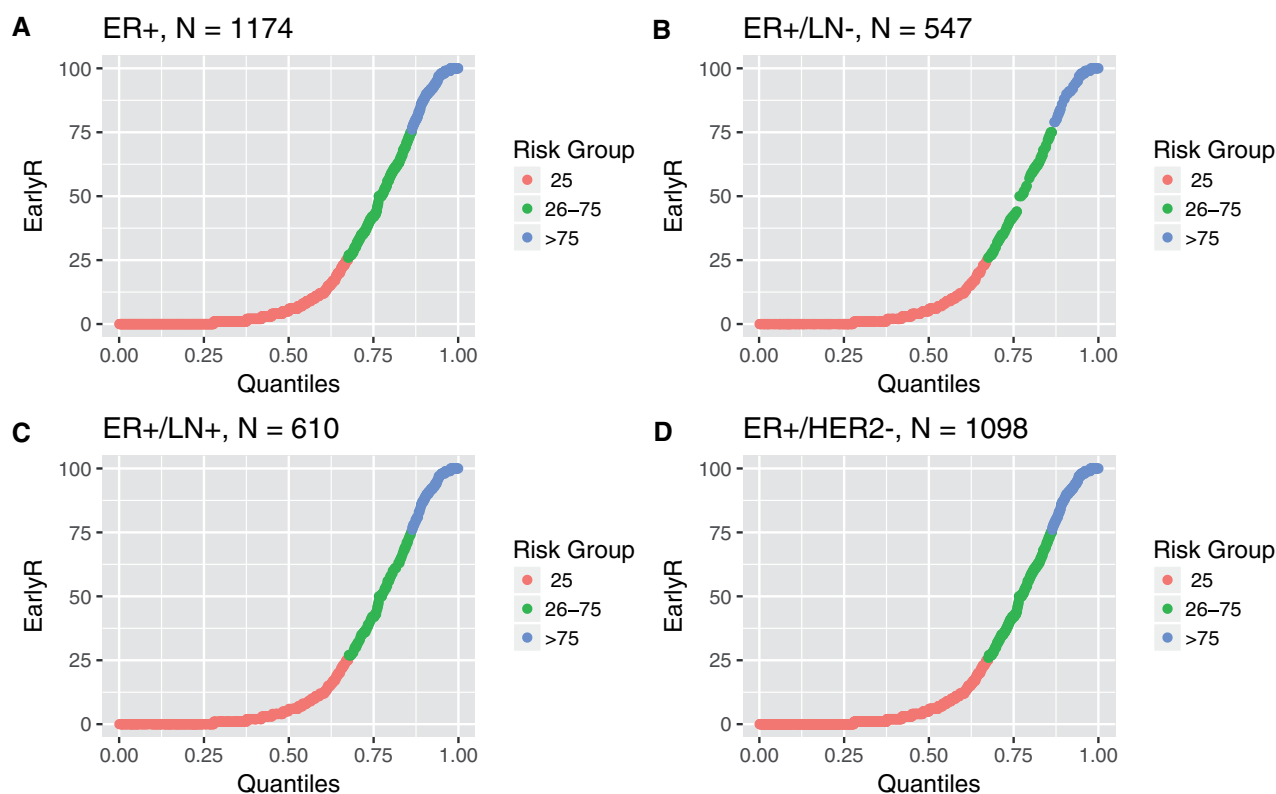 A
ER+, N = 1174
EarlyR
100
75
50
25
0
0.00 0.25 0.50 0.75 1.00
Quantiles
Risk Group
25
26–75
>75
B
ER+/LN-, N = 547
EarlyR
100
75
50
25
0
0.00 0.25 0.50 0.75 1.00
Quantiles
Risk Group
25
26–75
>75
C
ER+/LN+, N = 610
EarlyR
100
75
50
25
0
0.00 0.25 0.50 0.75 1.00
Quantiles
Risk Group
25
26–75
>75
D
ER+/HER2-, N = 1098
EarlyR
100
75
50
25
0
0.00 0.25 0.50 0.75 1.00
Quantiles
Risk Group
25
26–75
>75